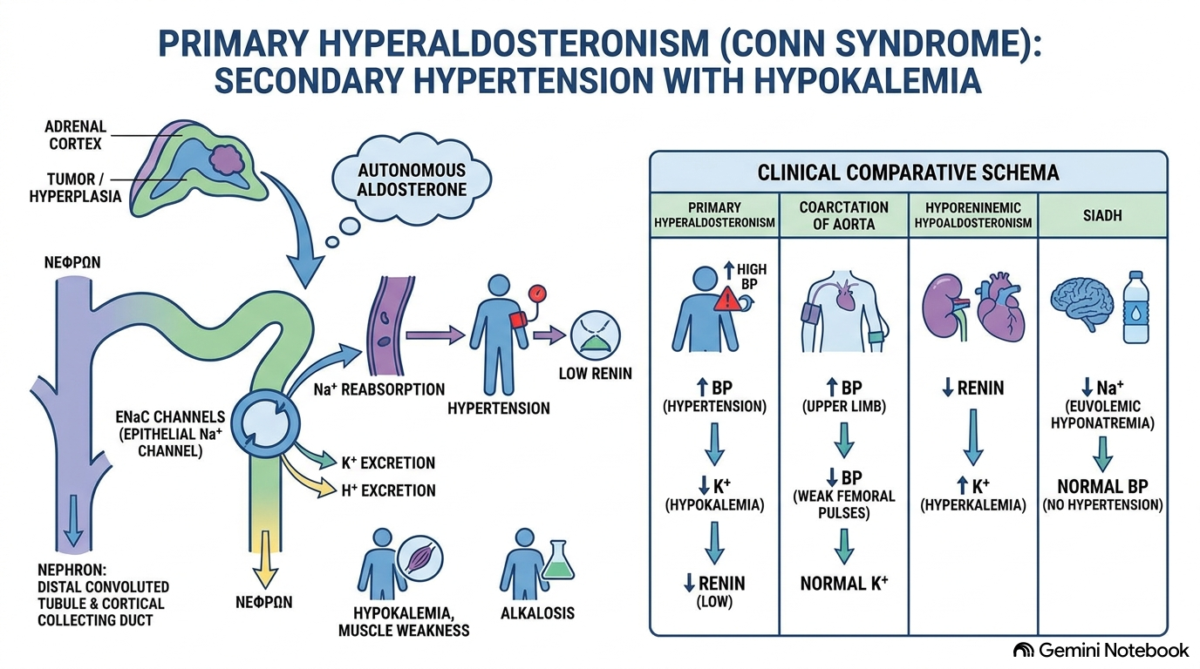 PRIMARY HYPERALDOSTERONISM (CONN SYNDROME):
SECONDARY HYPERTENSION WITH HYPOKALEMIA
ADRENAL
CORTEX
TUMOR /
HYPERPLASIA
AUTONOMOUS
ALDOSTERONE
ΝΕΦΡΩΝ
Na⁺ REABSORPTION
HYPERTENSION
LOW RENIN
ENaC CHANNELS
(EPITHELIAL Na⁺
CHANNEL)
K⁺ EXCRETION
H⁺ EXCRETION
NEPHRON:
DISTAL CONVOLUTED
TUBULE & CORTICAL
COLLECTING DUCT
ΝΕΦΡΩΝ
HYPOKALEMIA,
MUSCLE WEAKNESS
ALKALOSIS
CLINICAL COMPARATIVE SCHEMA
PRIMARY
HYPERALDOSTERONISM
↑ HIGH
BP
↑ BP
(HYPERTENSION)
↓ K⁺
(HYPOKALEMIA)
↓ RENIN
(LOW)
COARCTATION
OF AORTA
↑ BP
(UPPER LIMB)
↓ BP
(WEAK FEMORAL
PULSES)
NORMAL K⁺
HYPORENINEMIC
HYPOALDOSTERONISM
↓ RENIN
↑ K⁺
(HYPERKALEMIA)
SIADH
↓ Na⁺
(EUVOLEMIC
HYPONATREMIA)
NORMAL BP
(NO HYPERTENSION)
Gemini Notebook